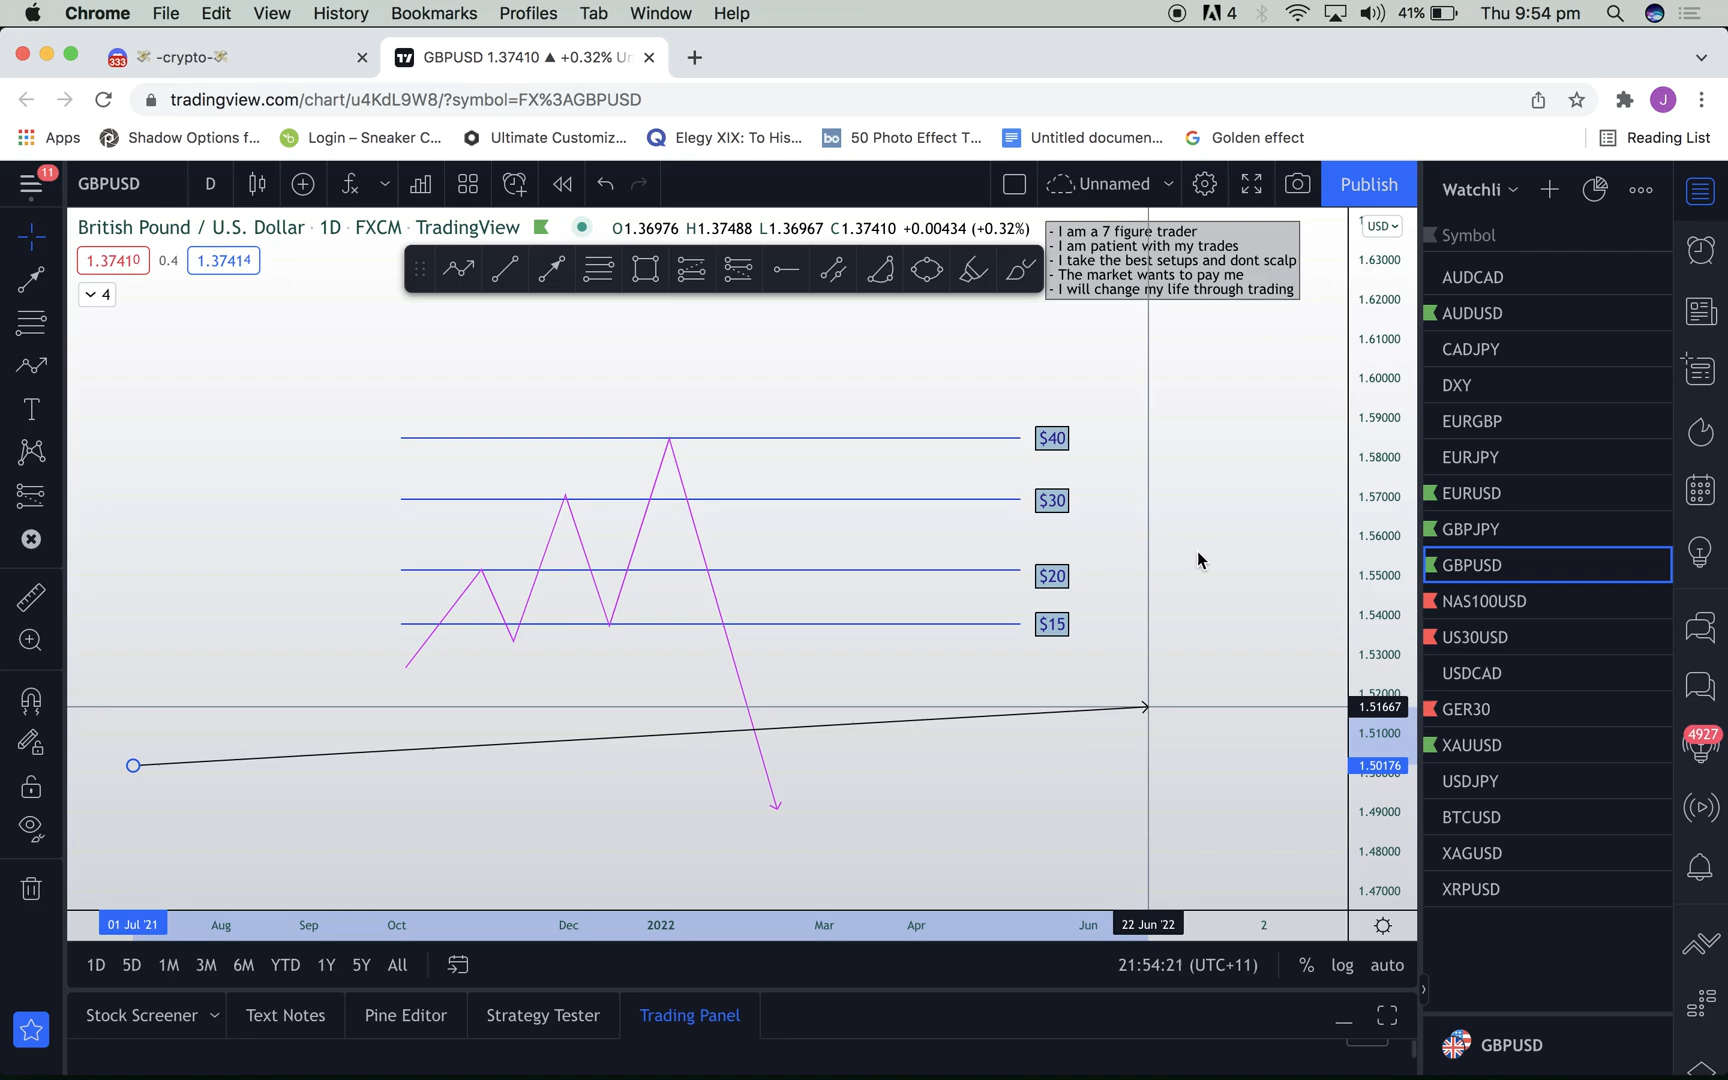 Chrome File Edit View History Bookmarks Profiles Tab Window Help 4 41% Thu 9:54 pm
333 -crypto- GBPUSD 1.37410 ▲ +0.32% Un
tradingview.com/chart/u4KdL9W8/?symbol=FX%3AGBPUSD J
Apps Shadow Options f... Login – Sneaker C... Ultimate Customiz... Elegy XIX: To His... bo 50 Photo Effect T... Untitled documen... Golden effect Reading List
11 GBPUSD D Unnamed Publish Watchli
British Pound / U.S. Dollar · 1D · FXCM · TradingView O1.36976 H1.37488 L1.36967 C1.37410 +0.00434 (+0.32%)
1.37410 0.4 1.37414
4
- I am a 7 figure trader
- I am patient with my trades
- I take the best setups and dont scalp
- The market wants to pay me
- I will change my life through trading
USD
1.63000
1.62000
1.61000
1.60000
1.59000
1.58000
1.57000
1.56000
1.55000
1.54000
1.53000
1.52000
1.51667
1.51000
1.50176
1.49000
1.48000
1.47000
$40
$30
$20
$15
01 Jul '21 Aug Sep Oct Dec 2022 Mar Apr Jun 22 Jun '22 2
1D 5D 1M 3M 6M YTD 1Y 5Y All 21:54:21 (UTC+11) % log auto
Stock Screener Text Notes Pine Editor Strategy Tester Trading Panel
Symbol
AUDCAD
AUDUSD
CADJPY
DXY
EURGBP
EURJPY
EURUSD
GBPJPY
GBPUSD
NAS100USD
US30USD
USDCAD
GER30
XAUUSD
USDJPY
BTCUSD
XAGUSD
XRPUSD
4927
GBPUSD